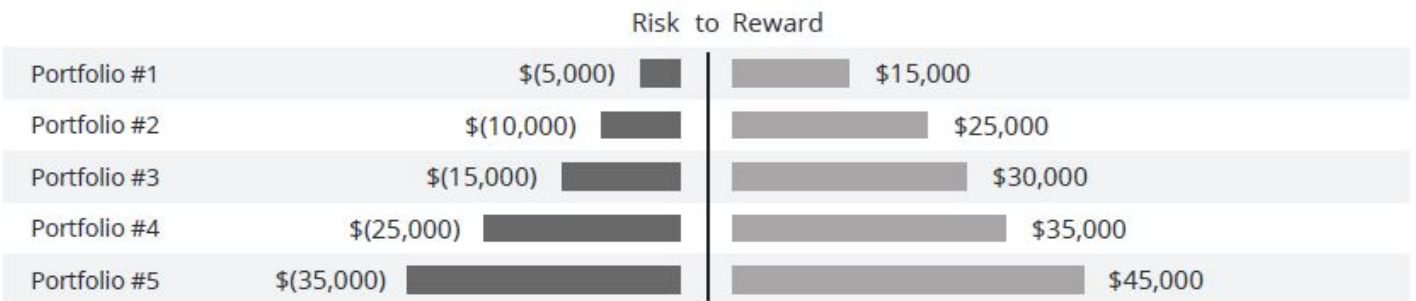 Risk to Reward
Portfolio #1 $(5,000) $15,000
Portfolio #2 $(10,000) $25,000
Portfolio #3 $(15,000) $30,000
Portfolio #4 $(25,000) $35,000
Portfolio #5 $(35,000) $45,000